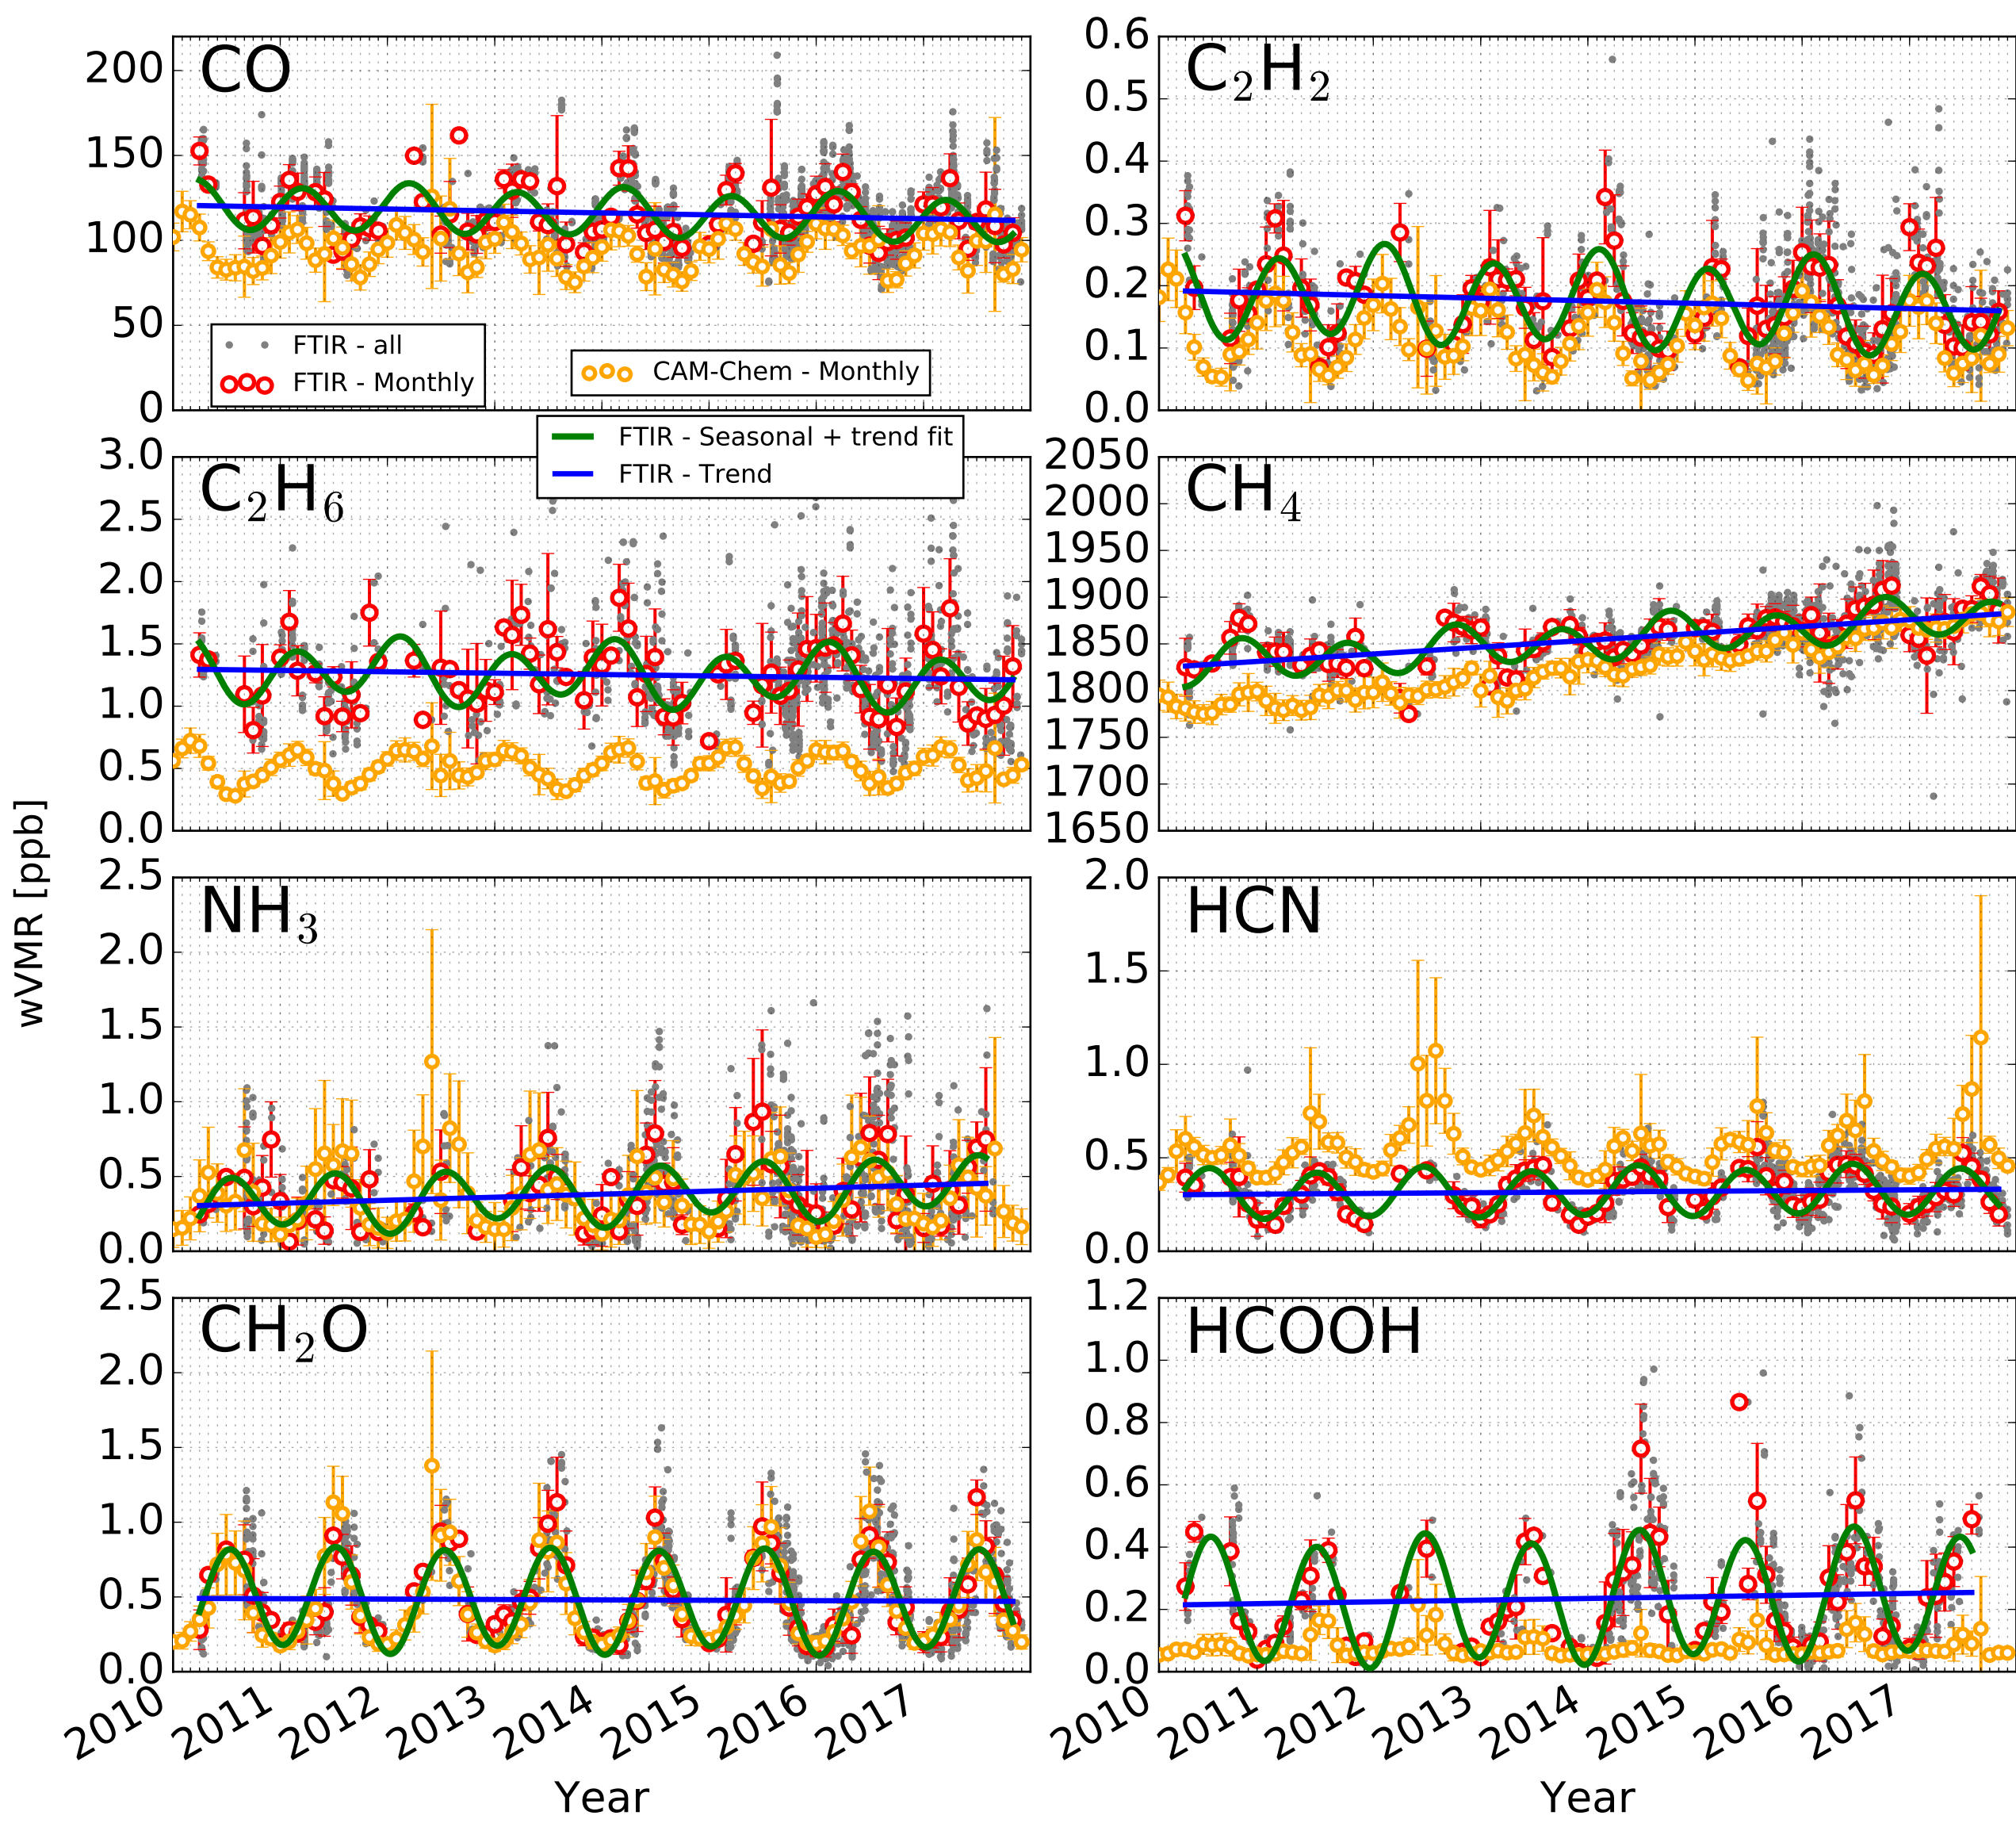 wVMR [ppb]
CO
200
150
100
50
0
FTIR - all
FTIR - Monthly
CAM-Chem - Monthly
C₂H₂
0.6
0.5
0.4
0.3
0.2
0.1
0.0
FTIR - Seasonal + trend fit
FTIR - Trend
C₂H₆
3.0
2.5
2.0
1.5
1.0
0.5
0.0
CH₄
2050
2000
1950
1900
1850
1800
1750
1700
1650
NH₃
2.5
2.0
1.5
1.0
0.5
0.0
HCN
2.0
1.5
1.0
0.5
0.0
CH₂O
2.5
2.0
1.5
1.0
0.5
0.0
2010 2011 2012 2013 2014 2015 2016 2017
Year
HCOOH
1.2
1.0
0.8
0.6
0.4
0.2
0.0
2010 2011 2012 2013 2014 2015 2016 2017
Year